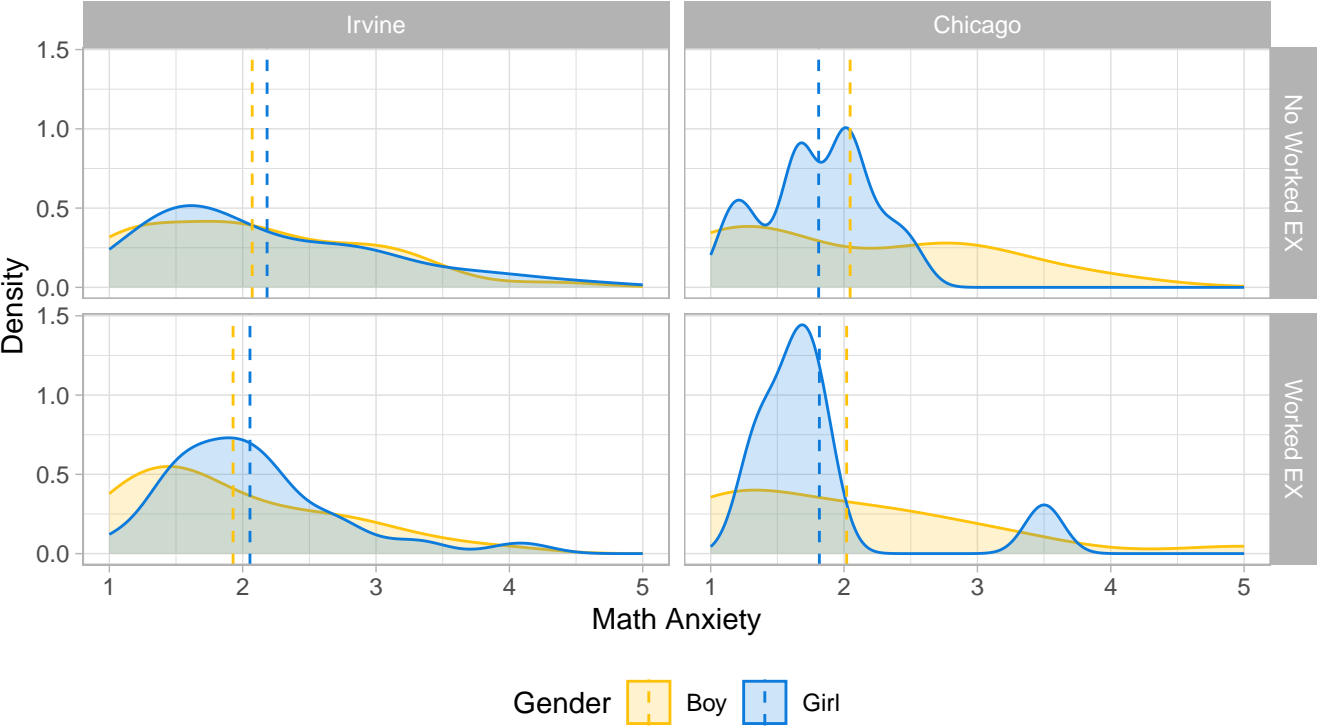 Irvine
Chicago
1.5
1.0
0.5
0.0
No Worked EX
1.5
1.0
0.5
0.0
Worked EX
Density
1 2 3 4 5
1 2 3 4 5
Math Anxiety
Gender Boy Girl